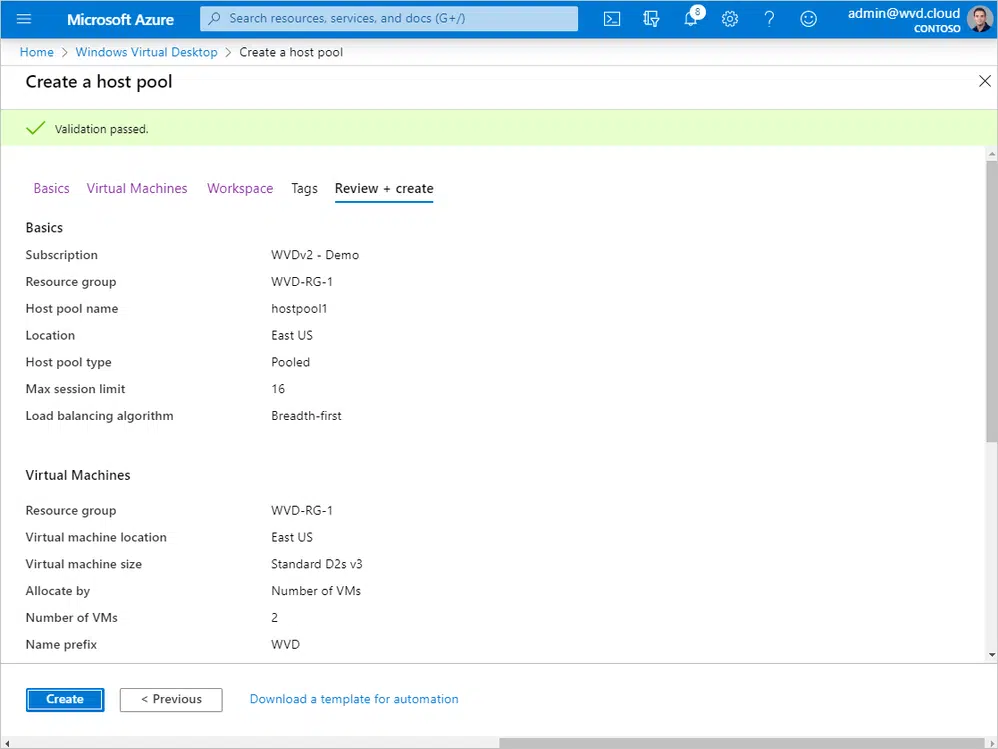 Microsoft Azure
Search resources, services, and docs (G+/)
8
admin@wvd.cloud
CONTOSO
Home > Windows Virtual Desktop > Create a host pool
Create a host pool
Validation passed.
Basics Virtual Machines Workspace Tags Review + create
Basics
Subscription WVDv2 - Demo
Resource group WVD-RG-1
Host pool name hostpool1
Location East US
Host pool type Pooled
Max session limit 16
Load balancing algorithm Breadth-first
Virtual Machines
Resource group WVD-RG-1
Virtual machine location East US
Virtual machine size Standard D2s v3
Allocate by Number of VMs
Number of VMs 2
Name prefix WVD
Create < Previous Download a template for automation